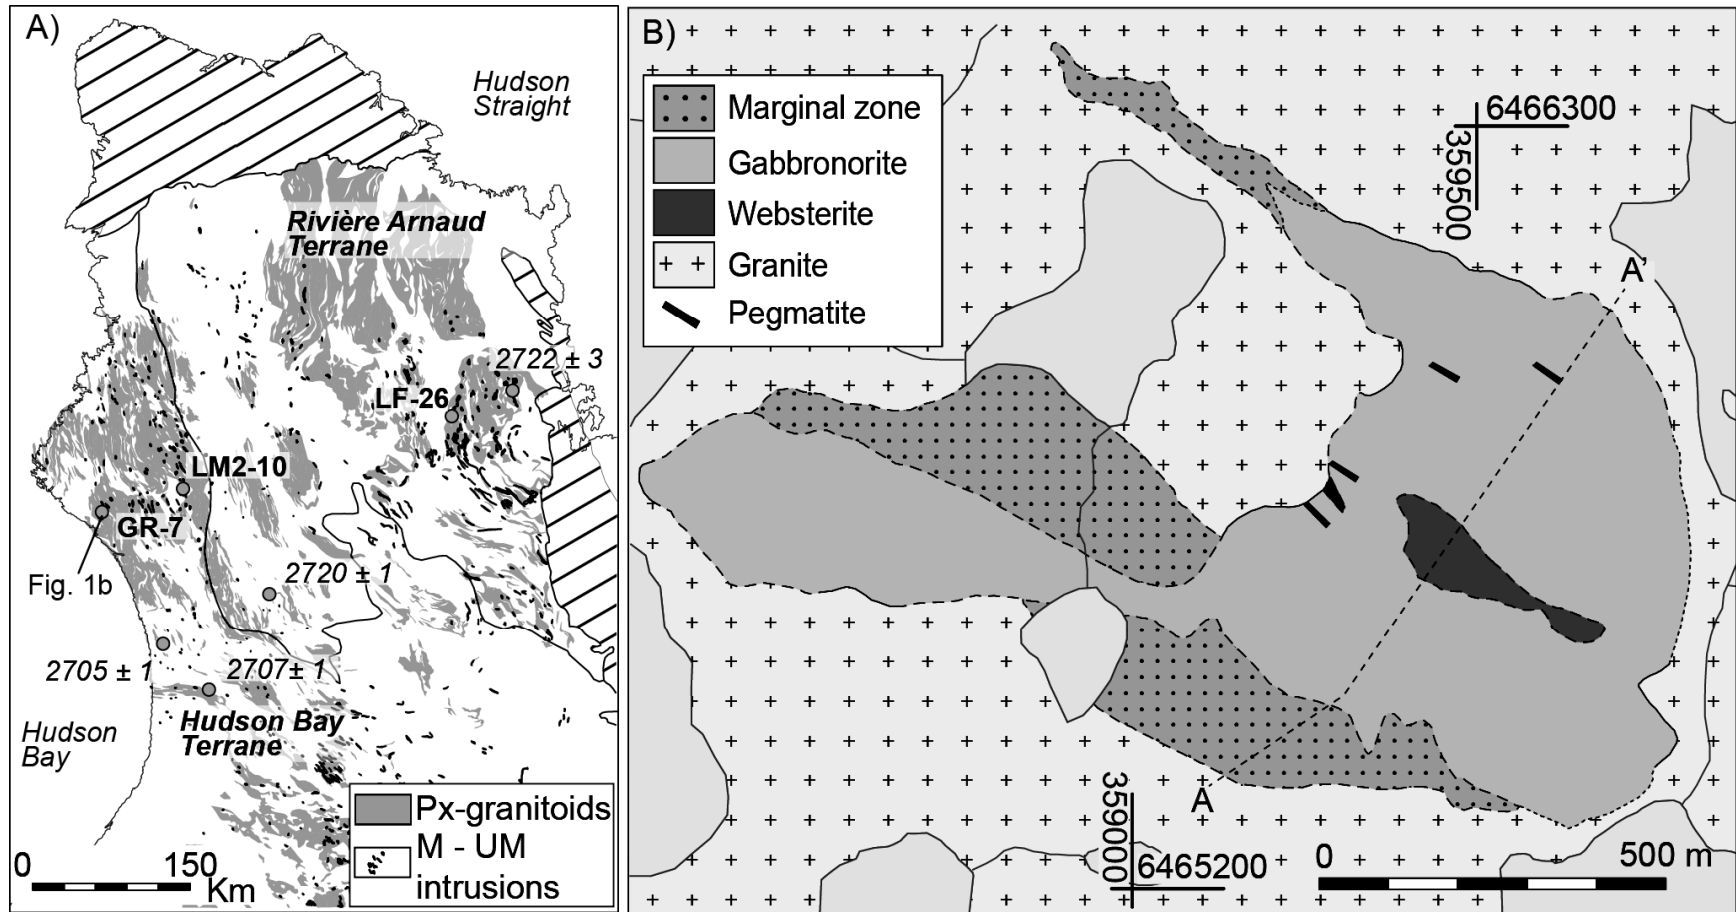 A)
Hudson
Straight
Rivière Arnaud
Terrane
2722 ± 3
LF-26
LM2-10
GR-7
Fig. 1b
2720 ± 1
2705 ± 1
2707± 1
Hudson Bay
Terrane
Hudson
Bay
Px-granitoids
M - UM
intrusions
0
150
Km
B)
Marginal zone
Gabbronorite
Websterite
Granite
Pegmatite
6466300
359500
A'
A
359000
6465200
0
500 m